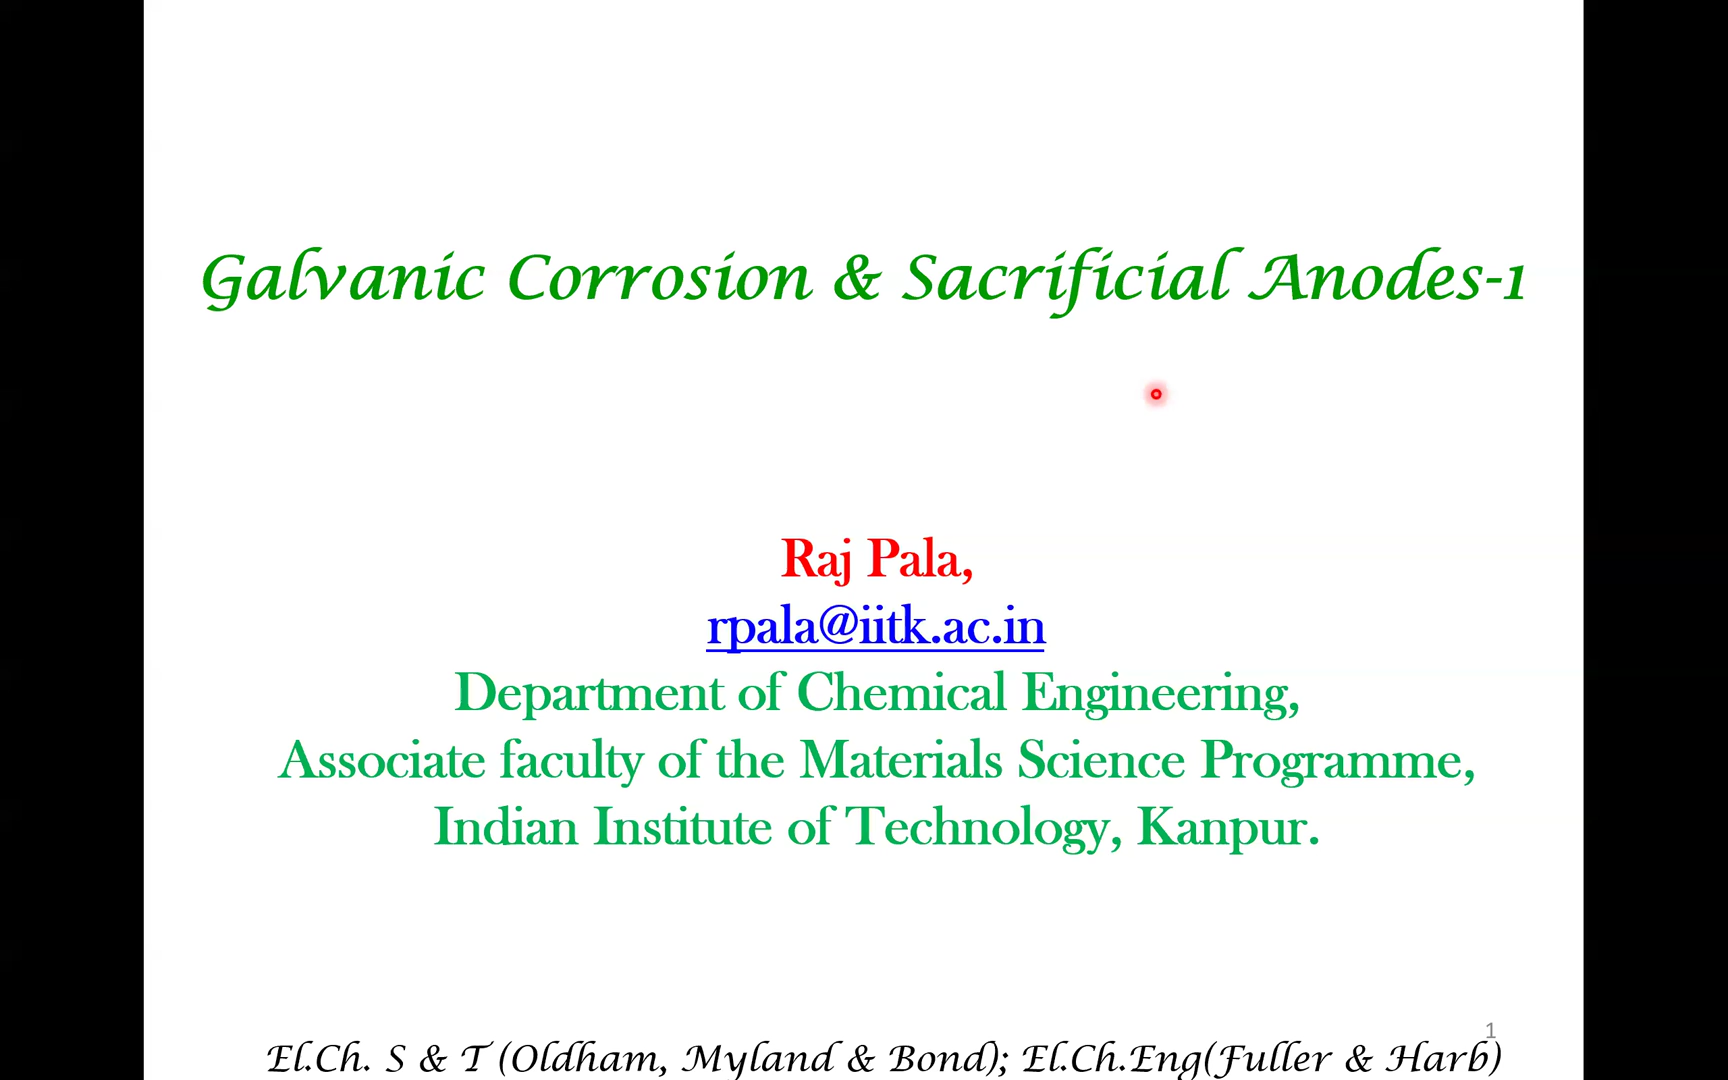 Galvanic Corrosion & Sacrificial Anodes-1
Raj Pala,
rpala@iitk.ac.in
Department of Chemical Engineering,
Associate faculty of the Materials Science Programme,
Indian Institute of Technology, Kanpur.
1
El.Ch. S & T (Oldham, Myland & Bond); El.Ch.Eng(Fuller & Harb)